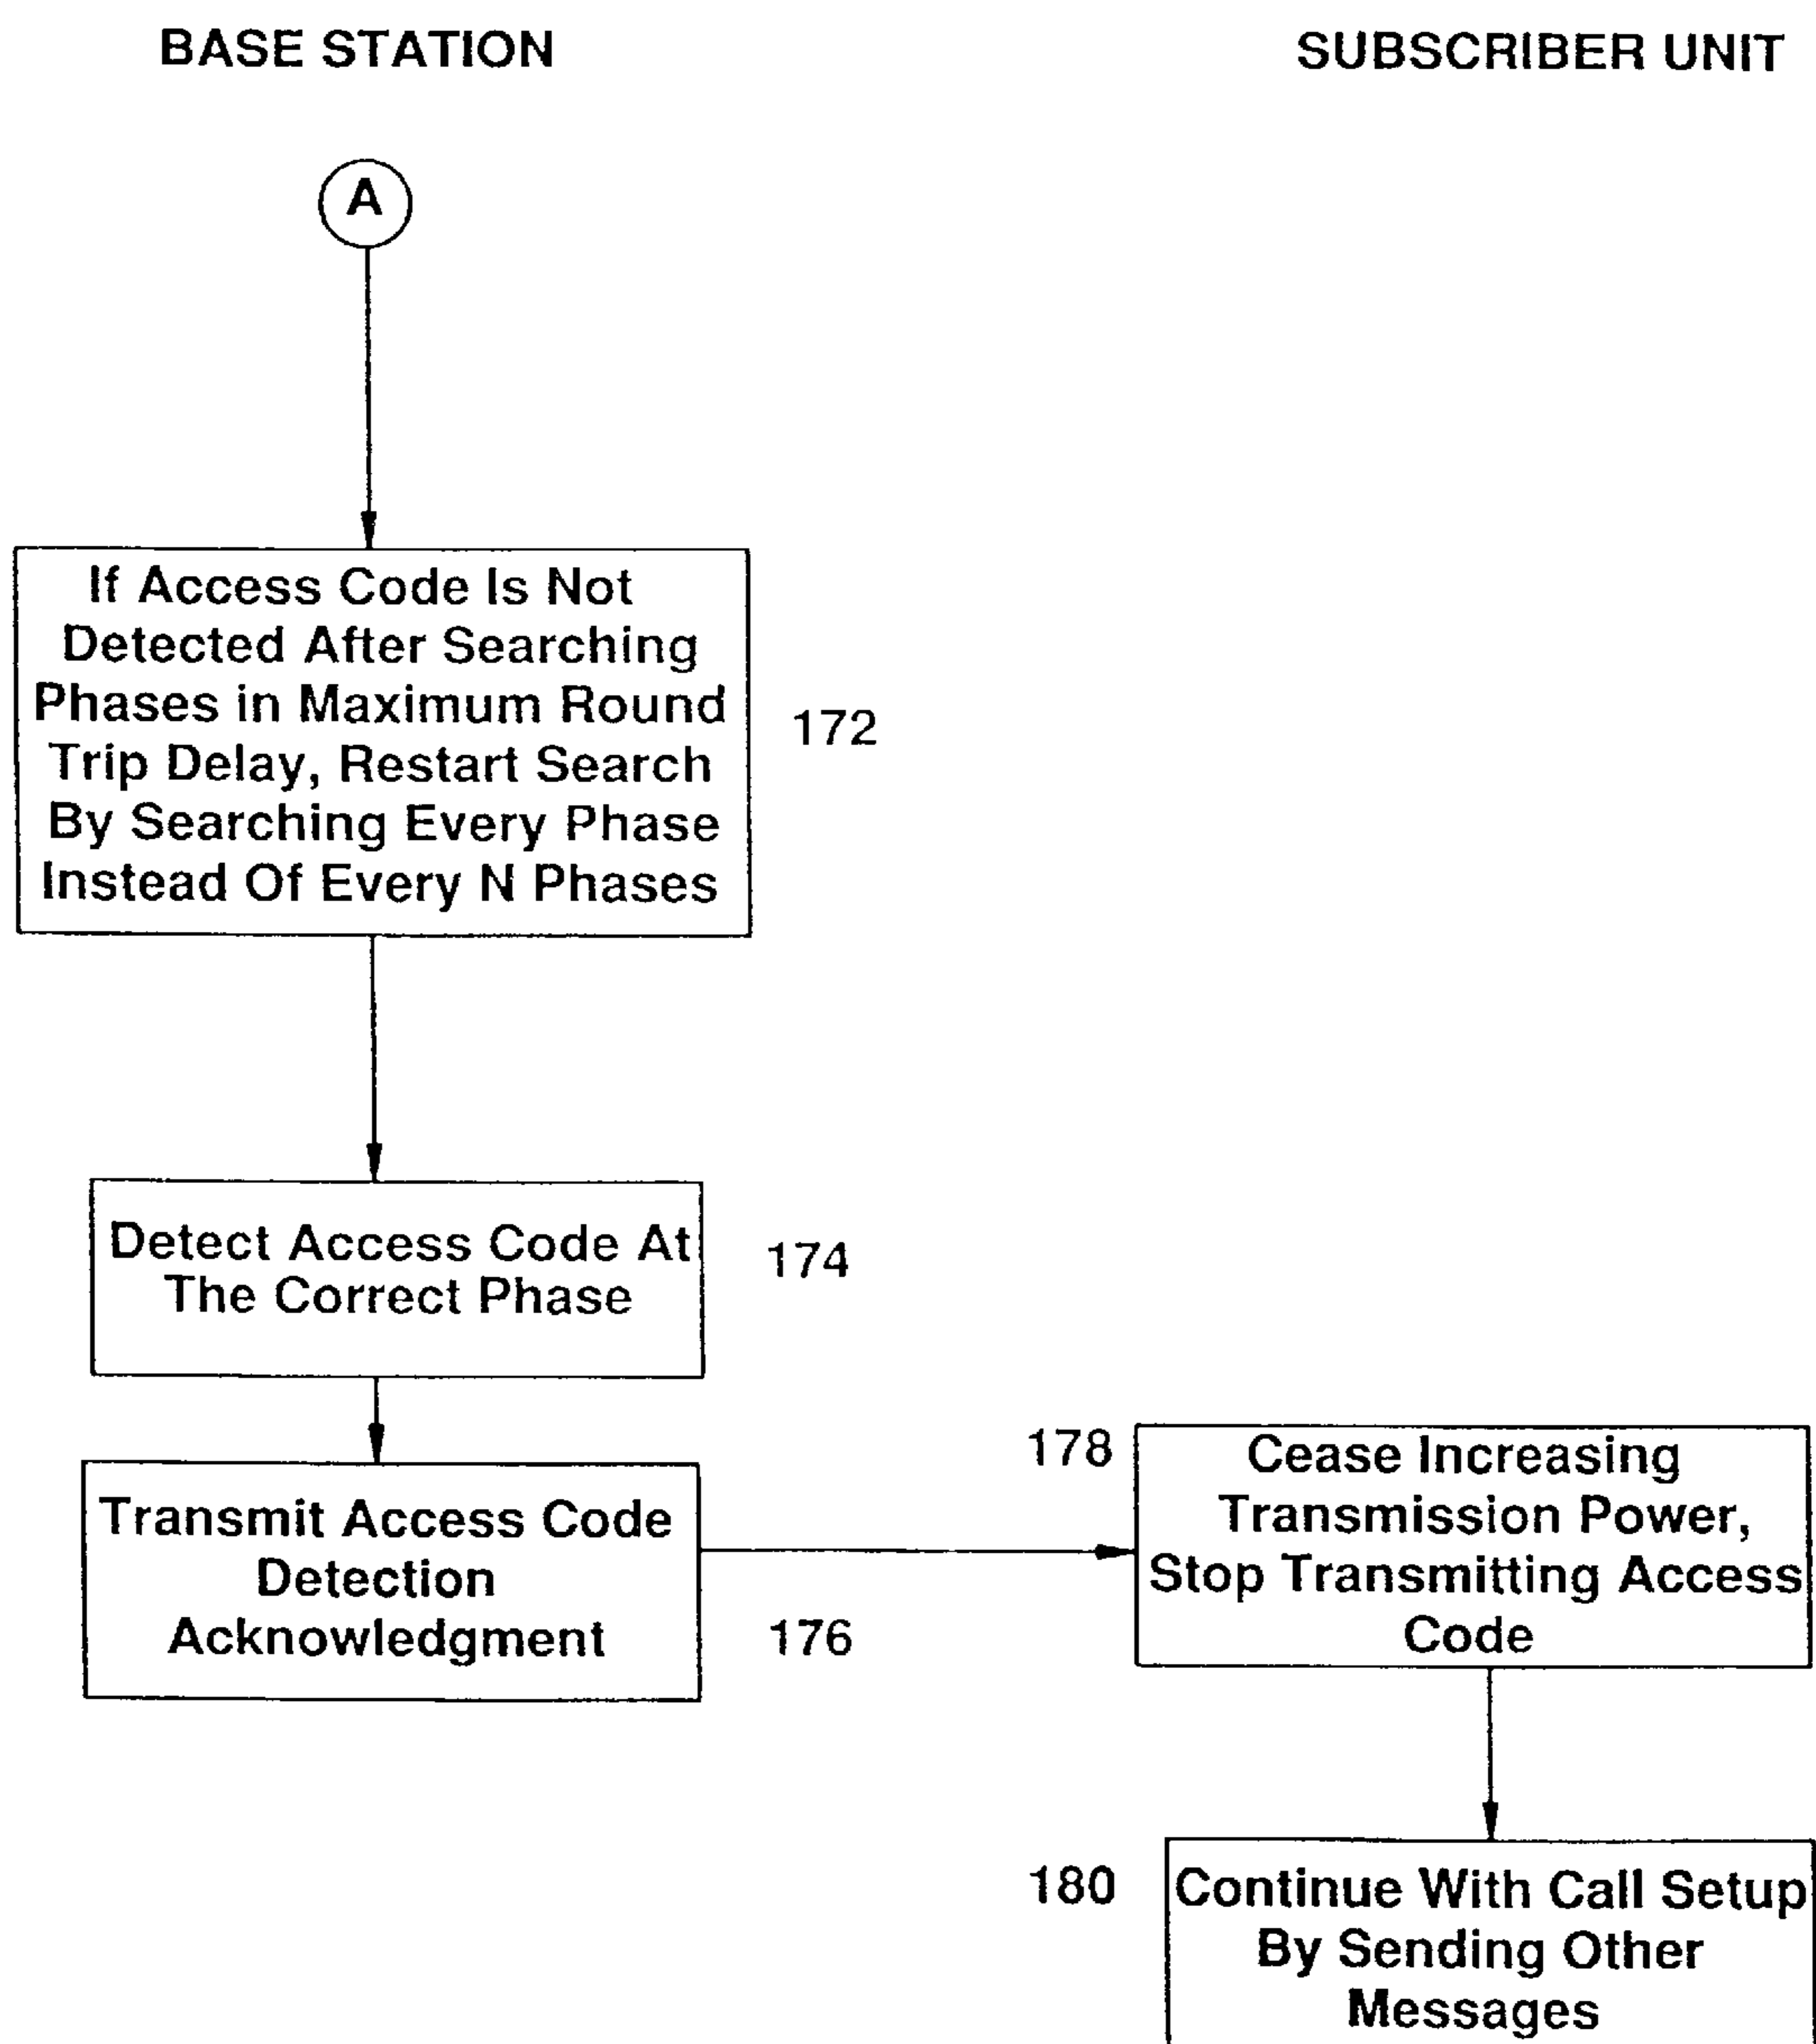 BASE STATION
SUBSCRIBER UNIT
A
If Access Code Is Not
Detected After Searching
Phases in Maximum Round
Trip Delay, Restart Search
By Searching Every Phase
Instead Of Every N Phases
172
Detect Access Code At
The Correct Phase
174
Transmit Access Code
Detection
Acknowledgment
176
178
Cease Increasing
Transmission Power,
Stop Transmitting Access
Code
180
Continue With Call Setup
By Sending Other
Messages